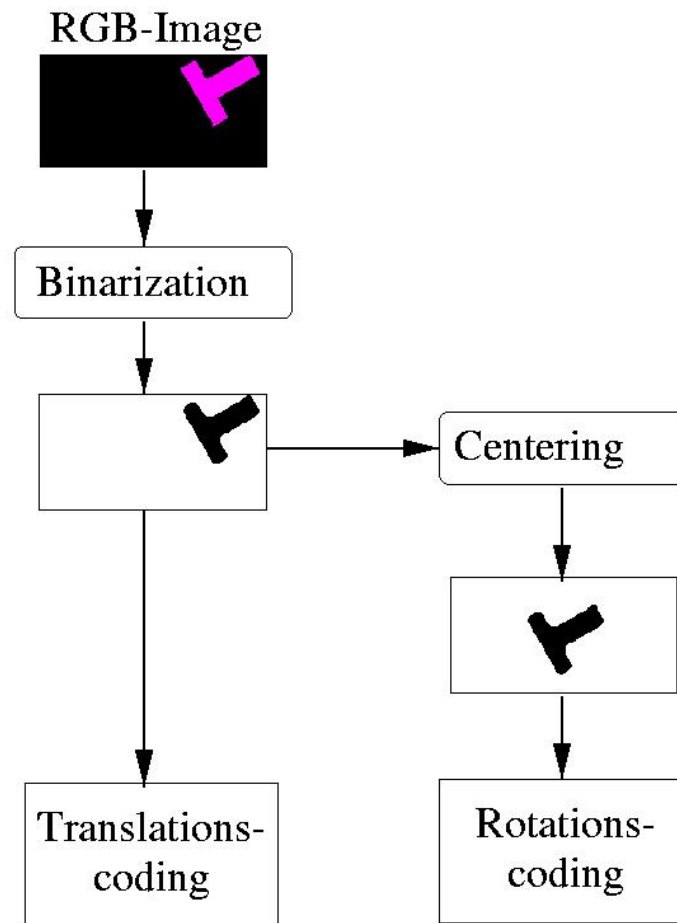 RGB-Image
Binarization
Centering
Translations-
coding
Rotations-
coding